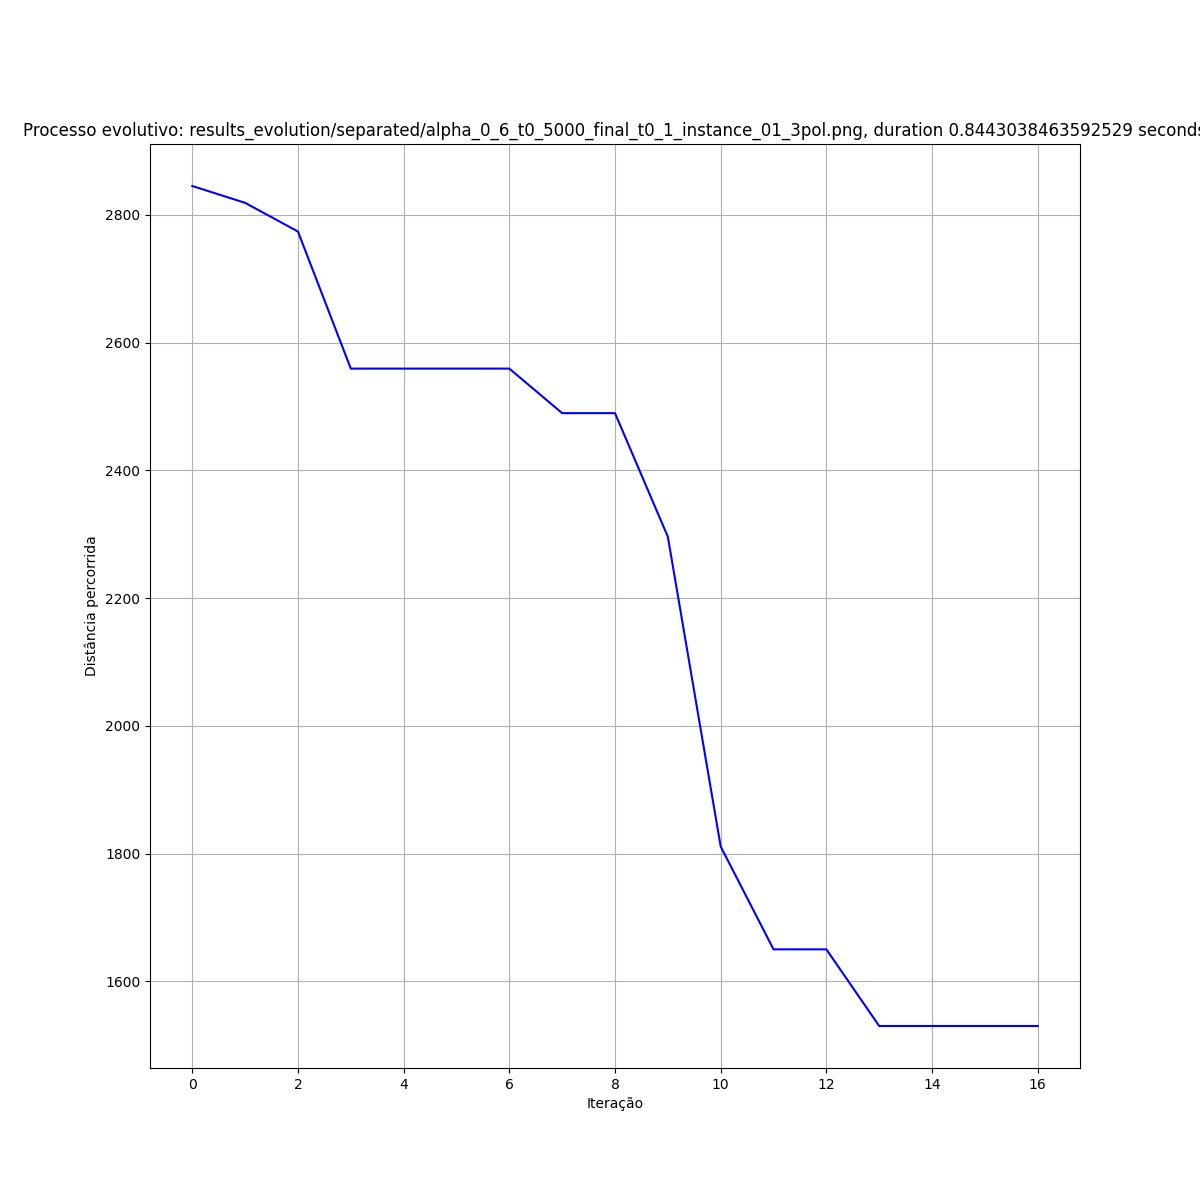 Processo evolutivo: results_evolution/separated/alpha_0_6_t0_5000_final_t0_1_instance_01_3pol.png, duration 0.8443038463592529 seconds
2800
2600
2400
2200
2000
1800
1600
Distância percorrida
0 2 4 6 8 10 12 14 16
Iteração